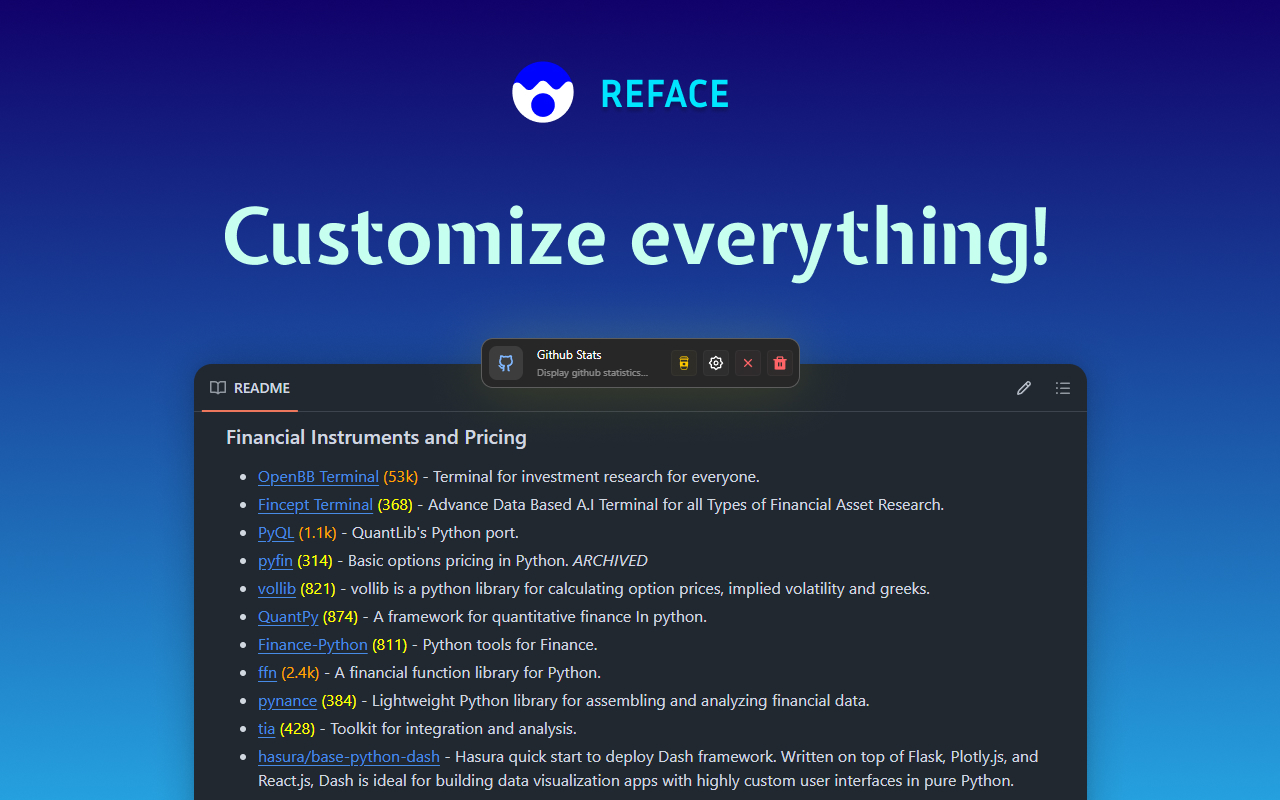 REFACE
Customize everything!
Github Stats
Display github statistics...
README
Financial Instruments and Pricing
OpenBB Terminal (53k) - Terminal for investment research for everyone.
Fincept Terminal (368) - Advance Data Based A.I Terminal for all Types of Financial Asset Research.
PyQL (1.1k) - QuantLib's Python port.
pyfin (314) - Basic options pricing in Python. ARCHIVED
vollib (821) - vollib is a python library for calculating option prices, implied volatility and greeks.
QuantPy (874) - A framework for quantitative finance In python.
Finance-Python (811) - Python tools for Finance.
ffn (2.4k) - A financial function library for Python.
pynance (384) - Lightweight Python library for assembling and analyzing financial data.
tia (428) - Toolkit for integration and analysis.
hasura/base-python-dash - Hasura quick start to deploy Dash framework. Written on top of Flask, Plotly.js, and
React.js, Dash is ideal for building data visualization apps with highly custom user interfaces in pure Python.